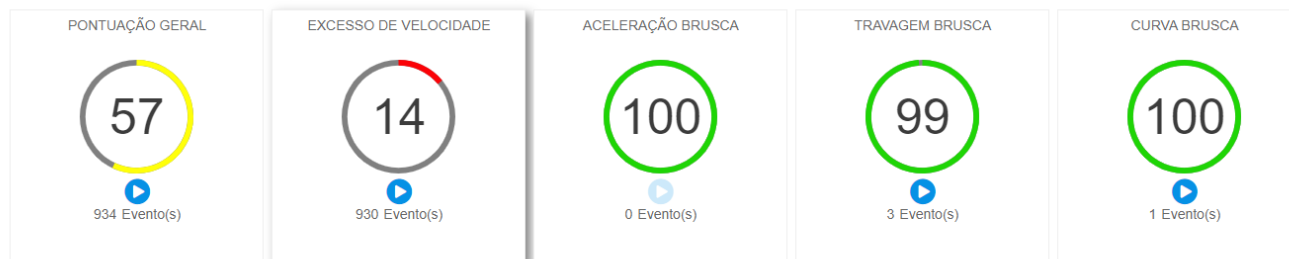 PONTUAÇÃO GERAL
57
934 Evento(s)
EXCESSO DE VELOCIDADE
14
930 Evento(s)
ACELERAÇÃO BRUSCA
100
0 Evento(s)
TRAVAGEM BRUSCA
99
3 Evento(s)
CURVA BRUSCA
100
1 Evento(s)